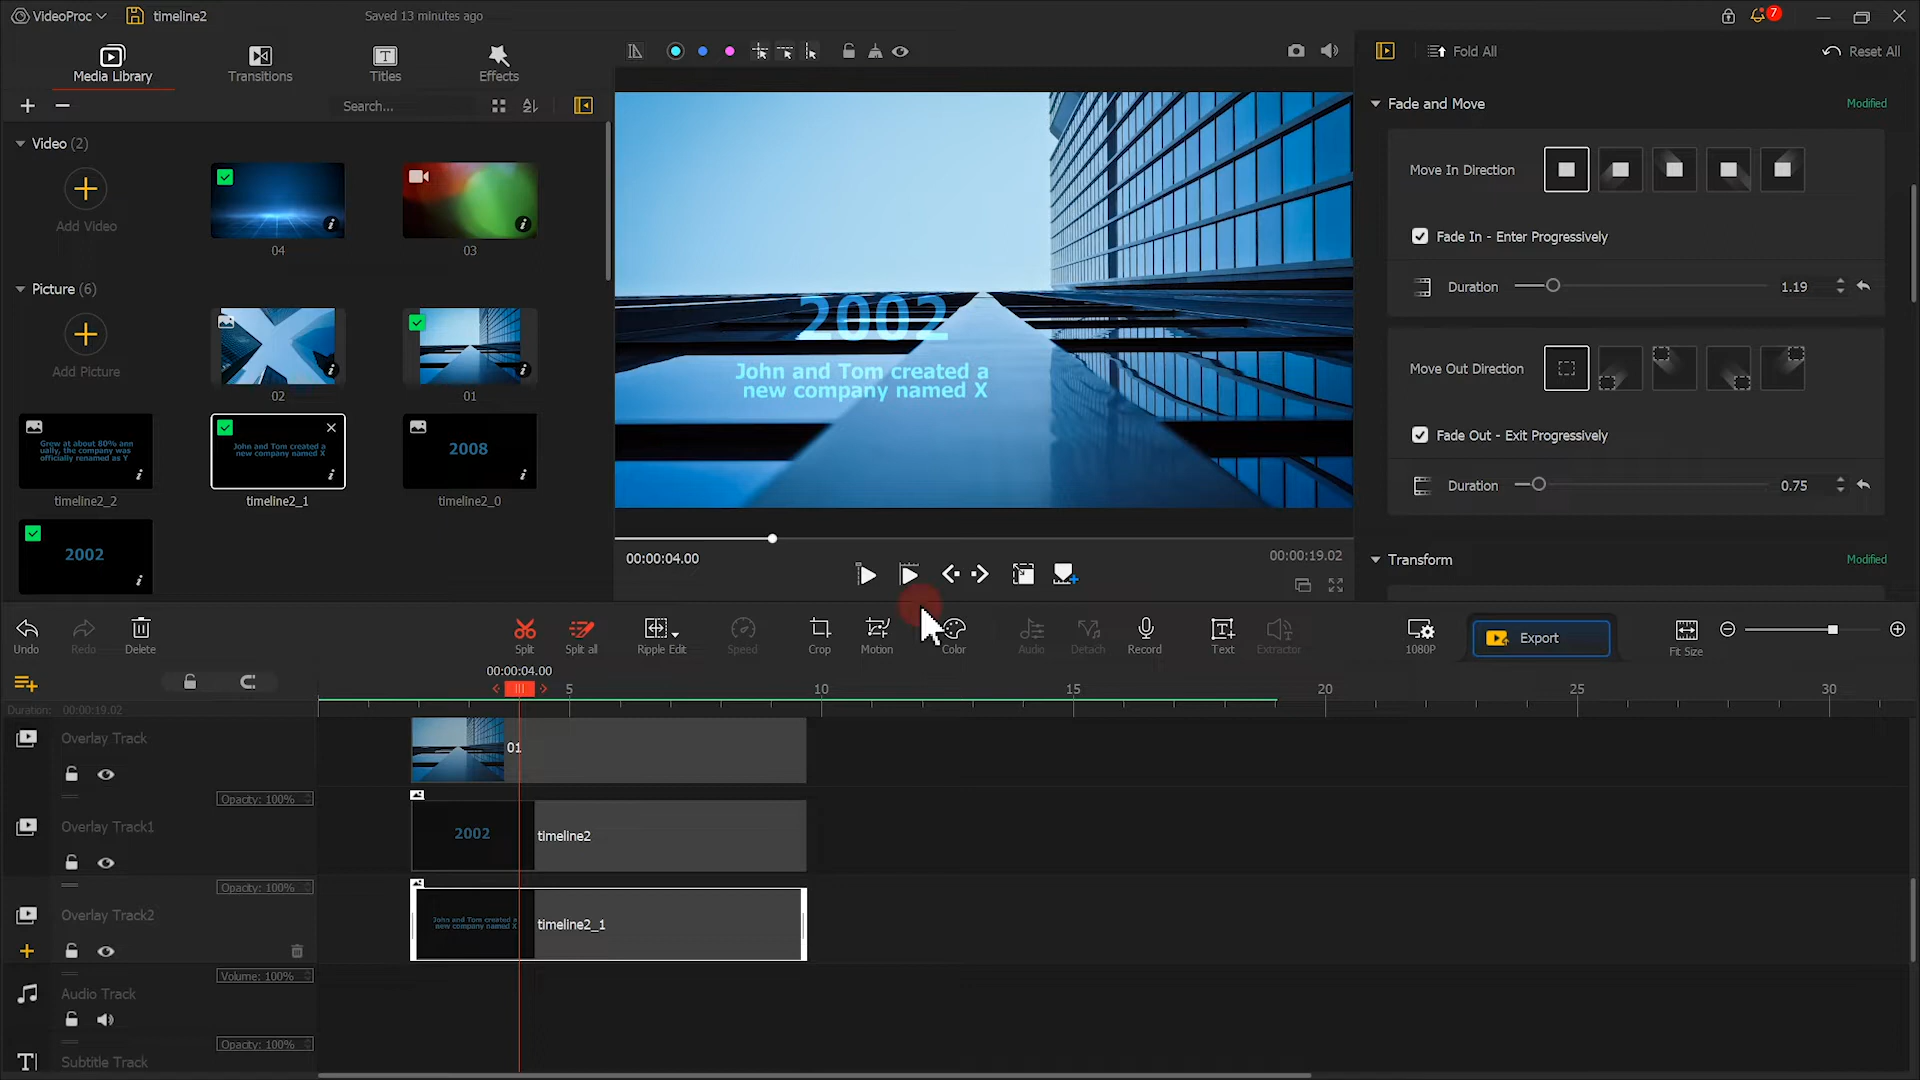 VideoProc
timeline2
Saved 13 minutes ago
7
Media Library
Transitions
Titles
Effects
Fold All
Reset All
Search...
Fade and Move
Modified
Video (2)
Add Video
04
03
Move In Direction
Fade In - Enter Progressively
Duration
1.19
Picture (6)
Add Picture
02
01
Move Out Direction
Fade Out - Exit Progressively
Duration
0.75
Grew at about 80% ann
ually, the company was
officially renamed as Y
timeline2_2
John and Tom created a
new company named X
timeline2_1
2008
timeline2_0
2002
2002
John and Tom created a
new company named X
00:00:04.00
00:00:19.02
Transform
Modified
Undo
Redo
Delete
Split
Split all
Ripple Edit
Speed
Crop
Motion
Color
Audio
Detach
Record
Text
Extractor
1080P
Export
Fit Size
00:00:04.00
5
10
15
20
25
30
Duration:
00:00:19.02
Overlay Track
01
Opacity: 100%
Overlay Track1
2002
timeline2
Opacity: 100%
Overlay Track2
John and Tom created a
new company named X
timeline2_1
Volume: 100%
Audio Track
Opacity: 100%
Subtitle Track